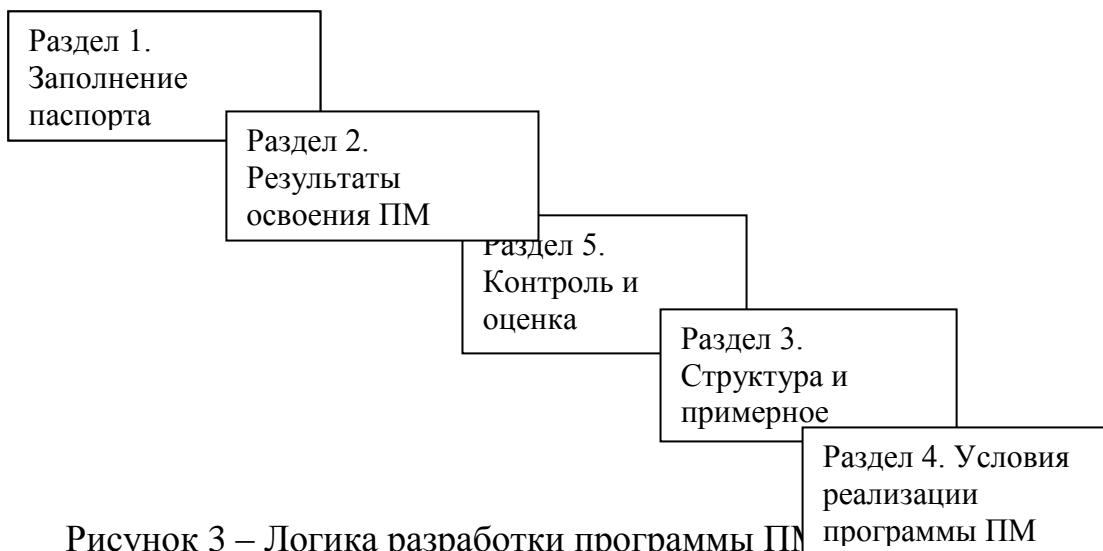 Раздел 1.
Заполнение
паспорта
Раздел 2.
Результаты
освоения ПМ
Раздел 5.
Контроль и
оценка
Раздел 3.
Структура и
примерное
Раздел 4. Условия
реализации
программы ПМ
Рисунок 3 – Логика разработки программы ПМ